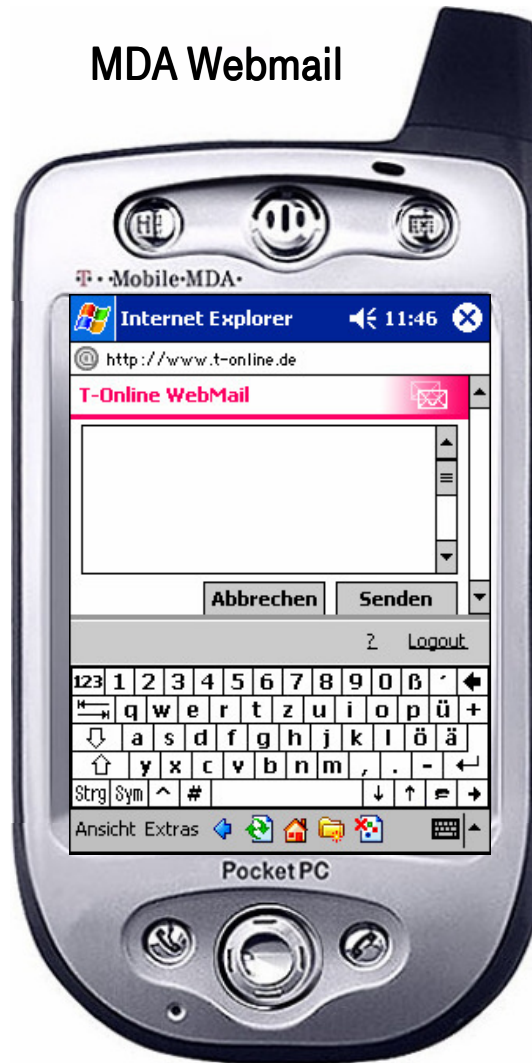 MDA Webmail
T··Mobile·MDA·
Internet Explorer 11:46
@ http://www.t-online.de
T-Online WebMail
Abbrechen Senden
? Logout
123 1 2 3 4 5 6 7 8 9 0 ß ´
q w e r t z u i o p ü +
a s d f g h j k l ö ä
y x c v b n m , . -
Strg Sym ^ #
Ansicht Extras
Pocket PC